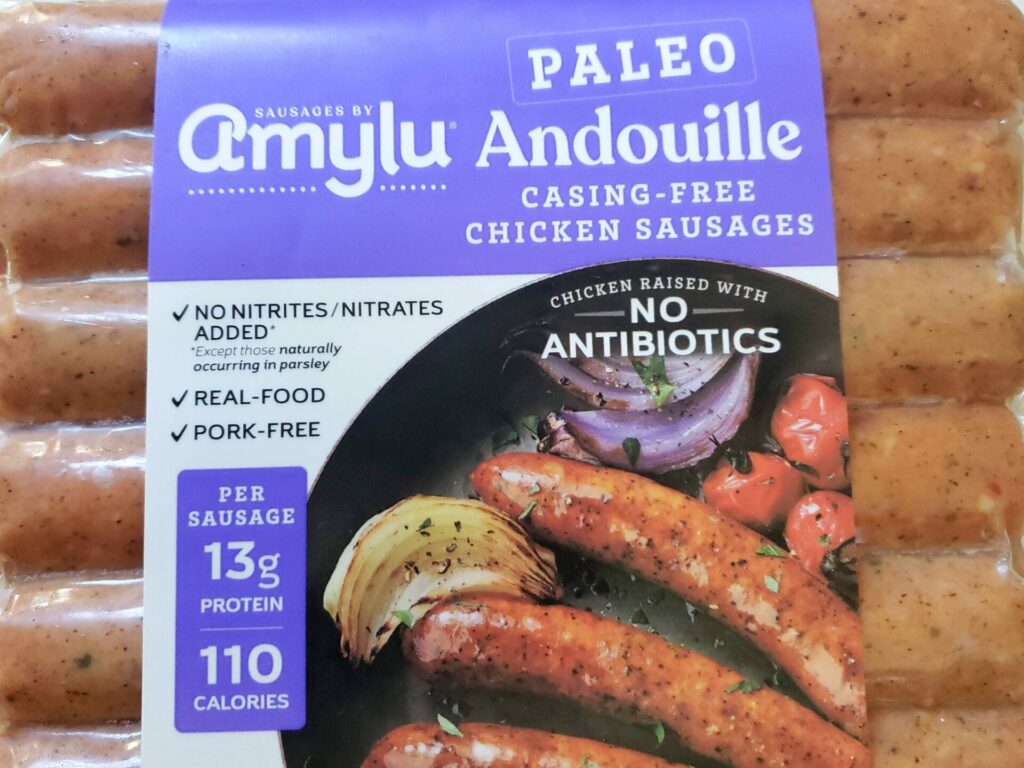 PALEO
SAUSAGES BY
amylu®
Andouille
CASING-FREE
CHICKEN SAUSAGES
✓ NO NITRITES/NITRATES
ADDED*
*Except those naturally
occurring in parsley
✓ REAL-FOOD
✓ PORK-FREE
CHICKEN RAISED WITH
NO
ANTIBIOTICS
PER
SAUSAGE
13g
PROTEIN
110
CALORIES